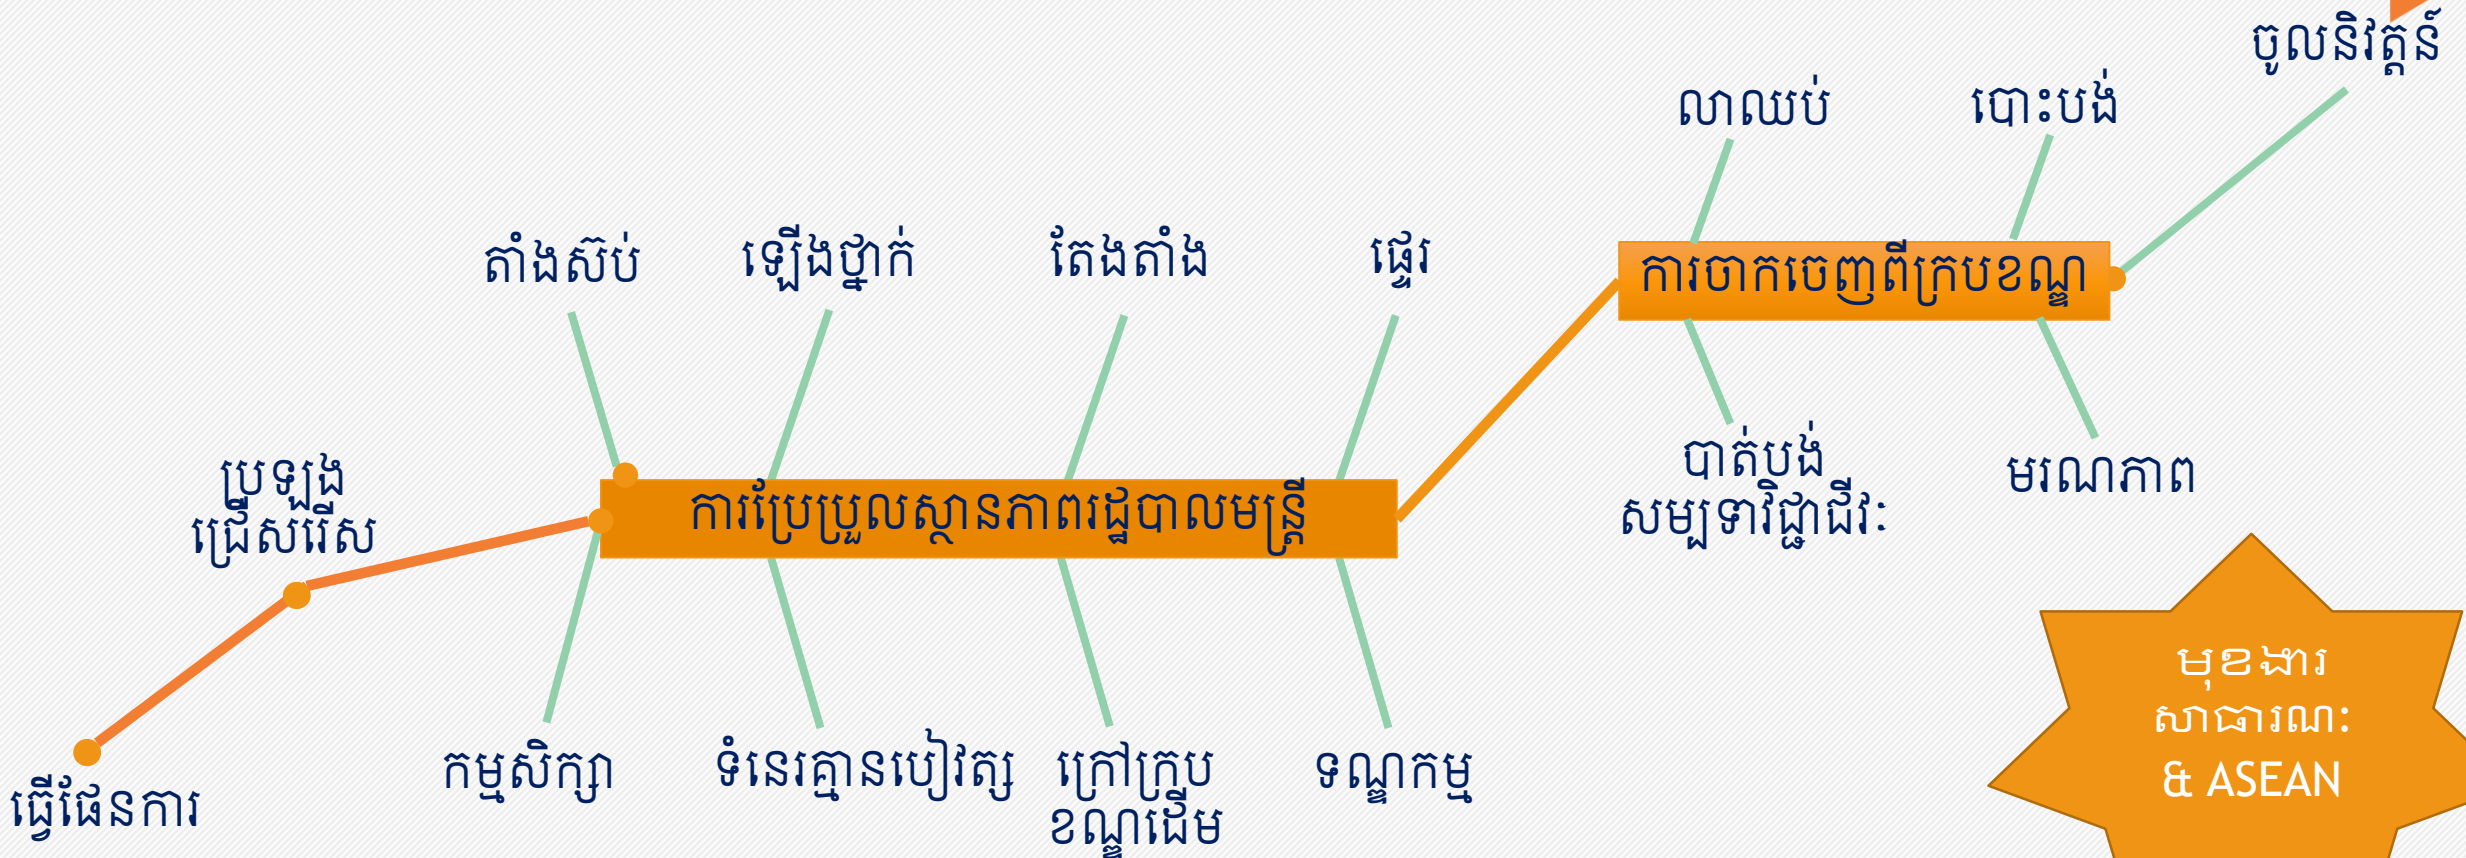 ចូលនិវត្តន៍
លាឈប់
បោះបង់
តាំងស៊ប់
ឡើងថ្នាក់
តែងតាំង
ផ្ទេរ
ការចាកចេញពីក្របខណ្ឌ
ប្រឡង
ជ្រើសរើស
ការប្រែប្រួលស្ថានភាពរដ្ឋបាលមន្ត្រី
បាត់បង់
សម្បទាវិជ្ជាជីវៈ
មរណភាព
ធ្វើផែនការ
កម្មសិក្សា
ទំនេរគ្មានបៀវត្ស
ក្រៅក្រប
ខណ្ឌដើម
ទណ្ឌកម្ម
មុខងារ
សាធារណៈ
& ASEAN